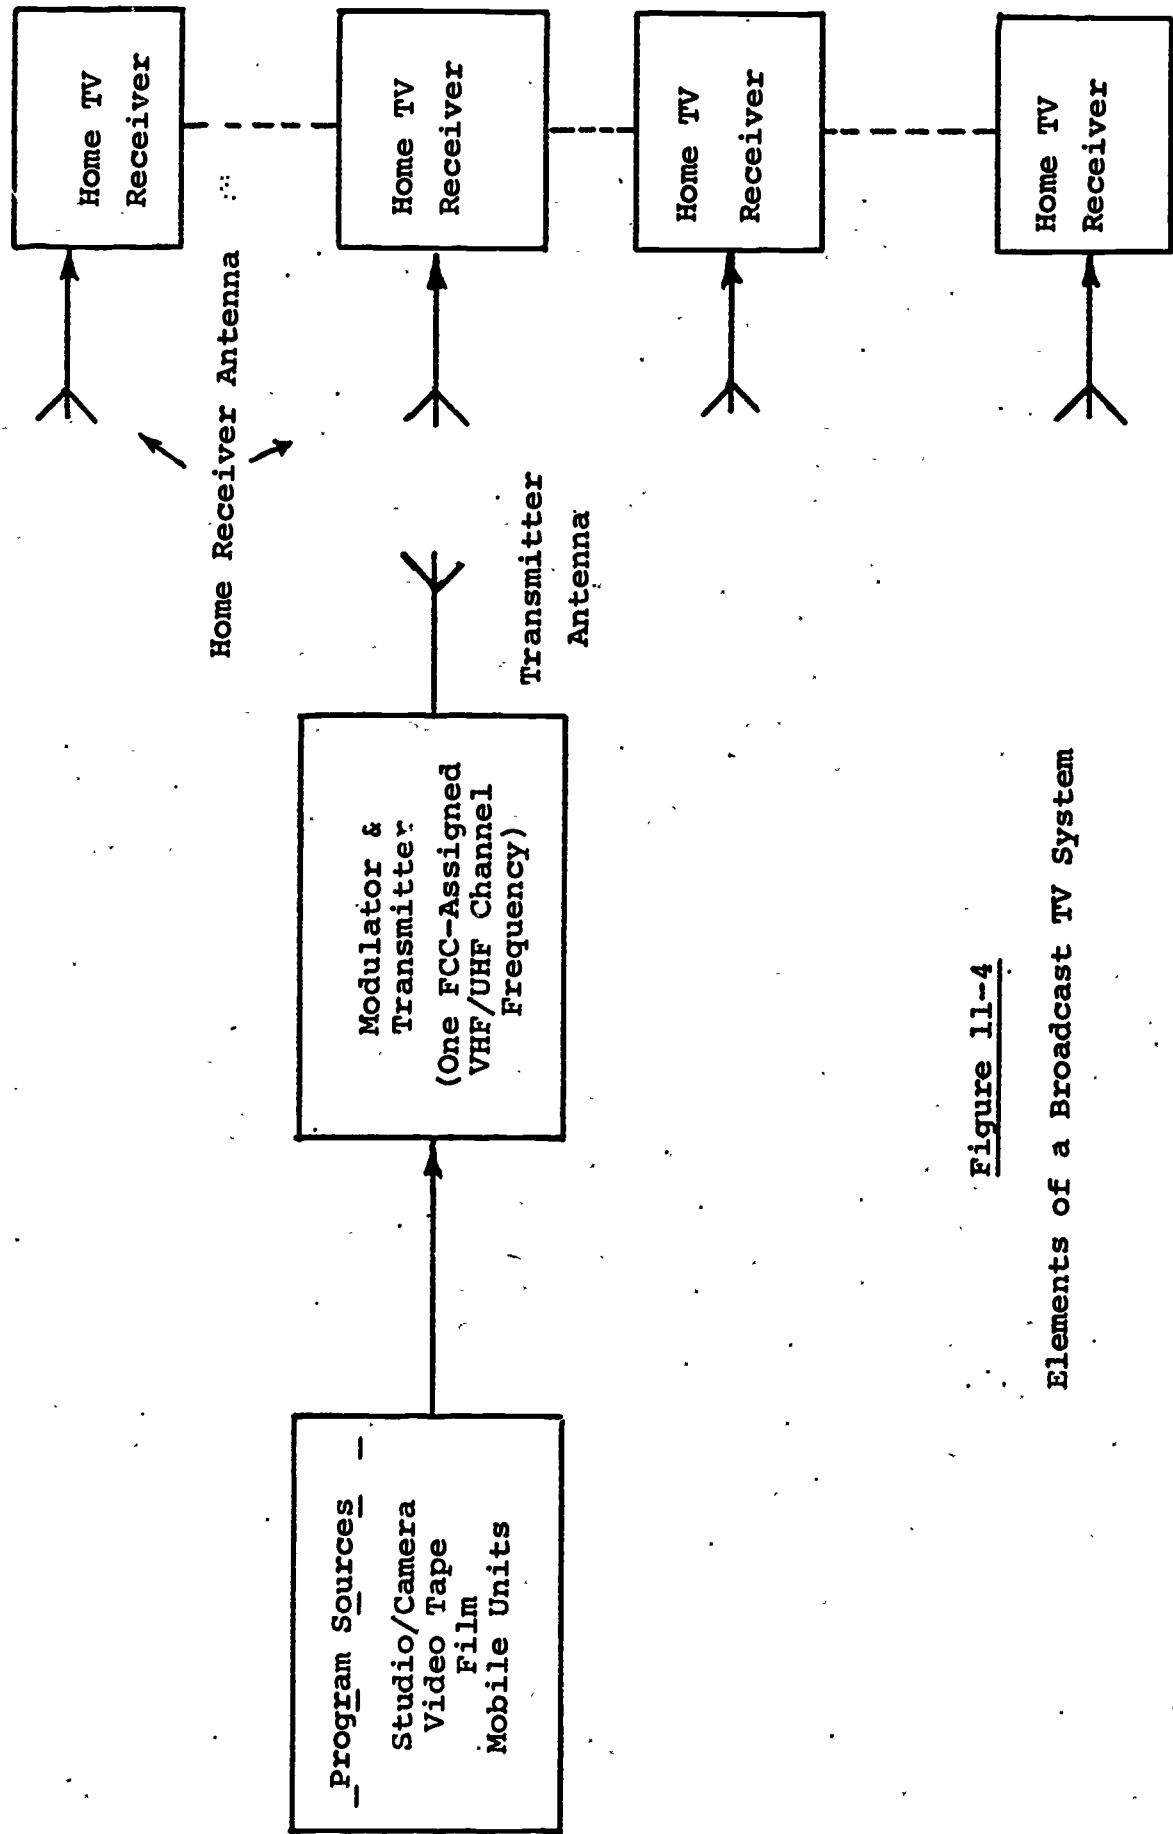 Program Sources
Studio/Camera
Video Tape
Film
Mobile Units
Modulator &
Transmitter
(One FCC-Assigned
VHF/UHF Channel
Frequency)
Transmitter
Antenna
Home Receiver Antenna
Home TV
Receiver
Home TV
Receiver
Home TV
Receiver
Home TV
Receiver
Figure 11-4
Elements of a Broadcast TV System